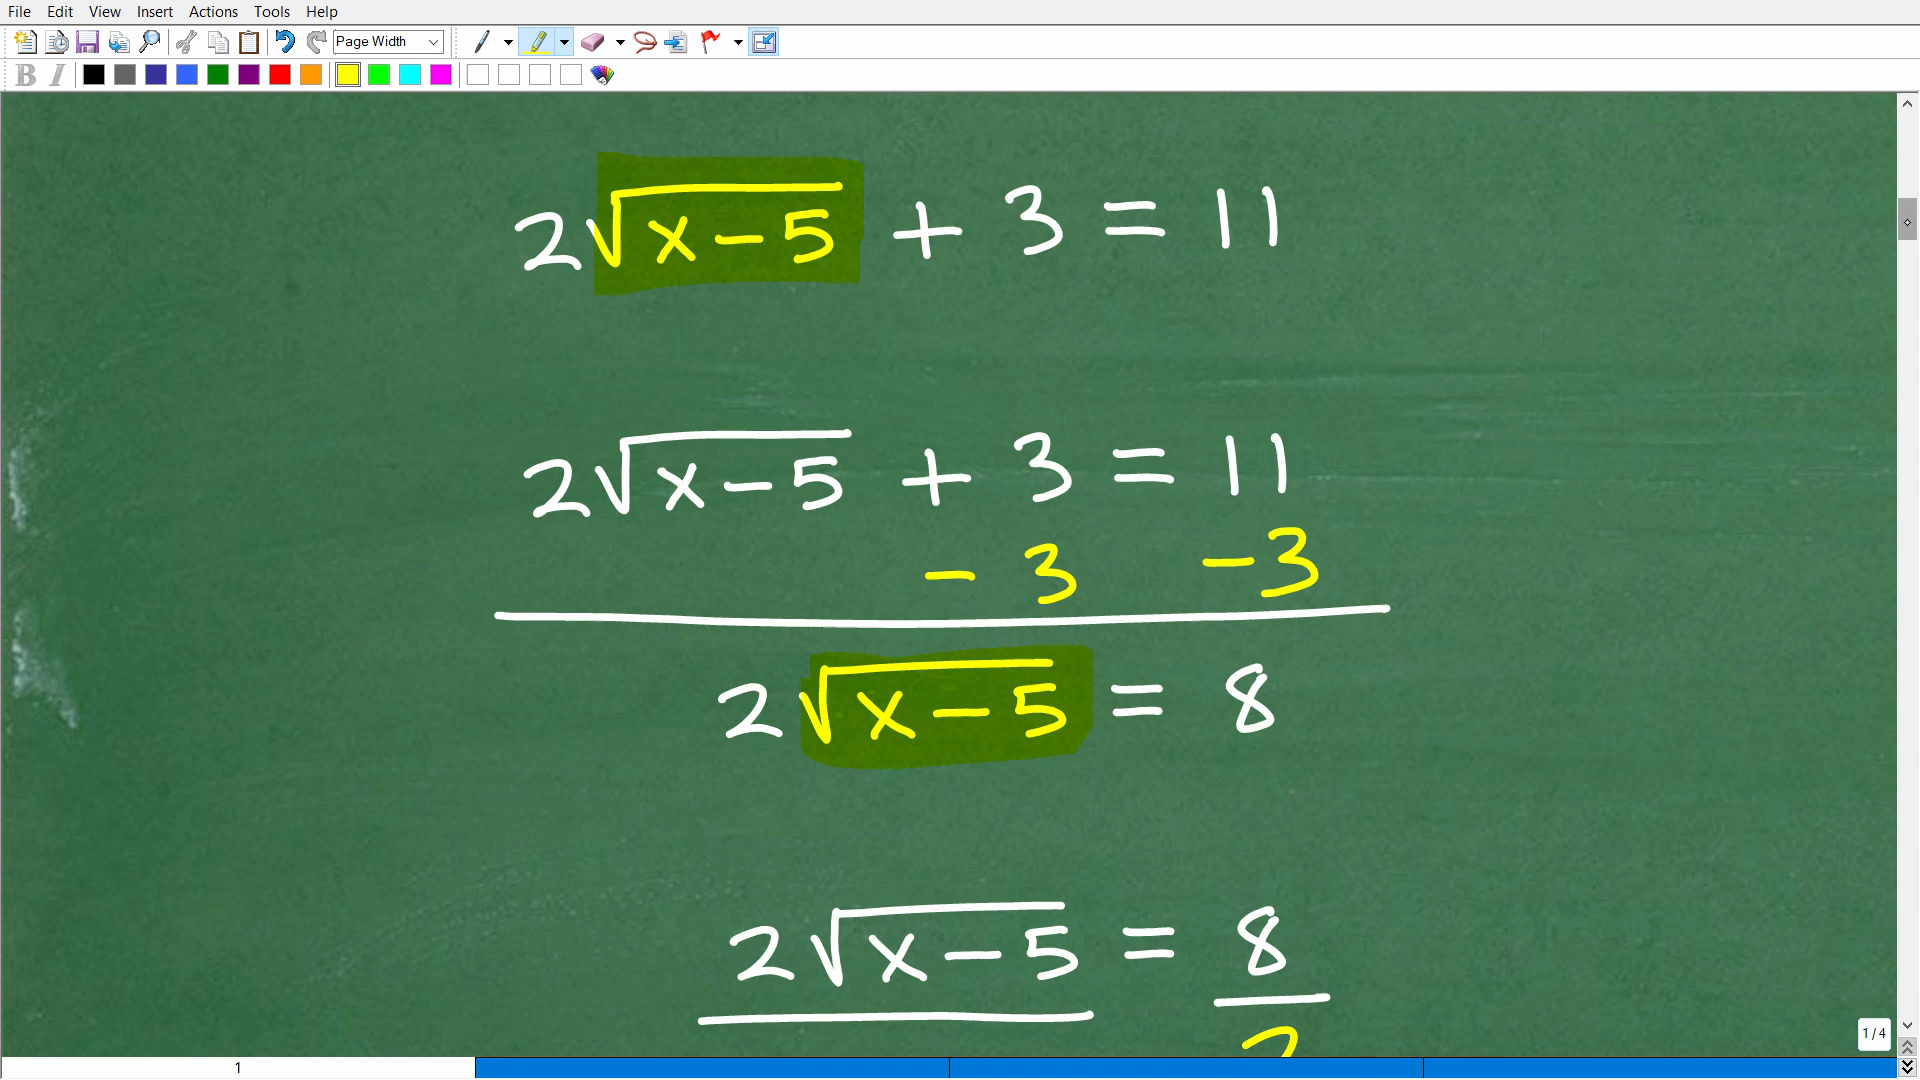 File Edit View Insert Actions Tools Help
Page Width
B I
2√x-5 + 3 = 11
2√x-5 + 3 = 11
- 3 -3
2√x-5 = 8
2√x-5 = 8
2
1/4
1